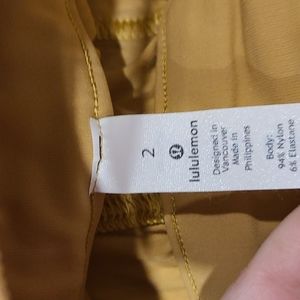 2
lululemon
Designed in
Vancouver
Made in
Philippines
Body:
94% Nylon
6% Elastane